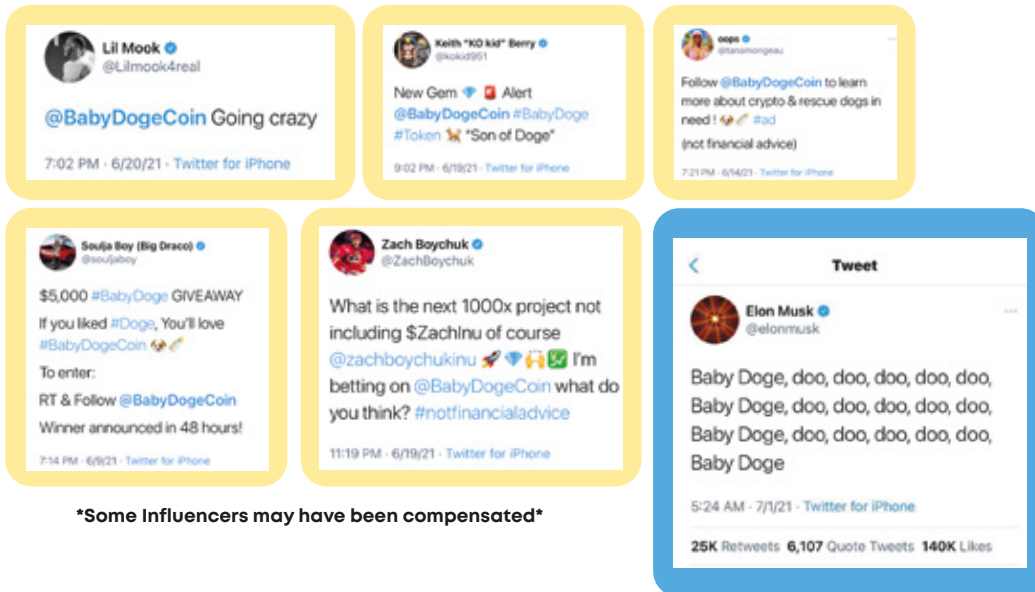 Lil Mook
@Lilmook4real
@BabyDogeCoin Going crazy
7:02 PM · 6/20/21 · Twitter for iPhone
Keith "KO kid" Berry
@kokid951
New Gem 💎 🚨 Alert
@BabyDogeCoin #BabyDoge
#Token 🐕 "Son of Doge"
9:02 PM · 6/19/21 · Twitter for iPhone
oops
@tanamongeau
Follow @BabyDogeCoin to learn
more about crypto & rescue dogs in
need ! 🐶🍼 #ad
(not financial advice)
7:21 PM · 6/14/21 · Twitter for iPhone
Soulja Boy (Big Draco)
@souljaboy
$5,000 #BabyDoge GIVEAWAY
If you liked #Doge, You'll love
#BabyDogeCoin 🐶🍼
To enter:
RT & Follow @BabyDogeCoin
Winner announced in 48 hours!
7:14 PM · 6/9/21 · Twitter for iPhone
Zach Boychuk
@ZachBoychuk
What is the next 1000x project not
including $ZachInu of course
@zachboychukinu 🚀💎🙌💹 I'm
betting on @BabyDogeCoin what do
you think? #notfinancialadvice
11:19 PM · 6/19/21 · Twitter for iPhone
Tweet
Elon Musk
@elonmusk
Baby Doge, doo, doo, doo, doo, doo,
Baby Doge, doo, doo, doo, doo, doo,
Baby Doge, doo, doo, doo, doo, doo,
Baby Doge
5:24 AM · 7/1/21 · Twitter for iPhone
25K Retweets 6,107 Quote Tweets 140K Likes
*Some Influencers may have been compensated*